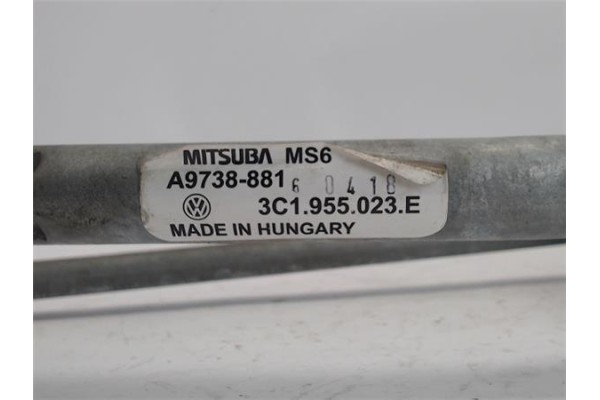 MITSUBA MS6
A9738-881 6 0418
3C1.955.023.E
MADE IN HUNGARY